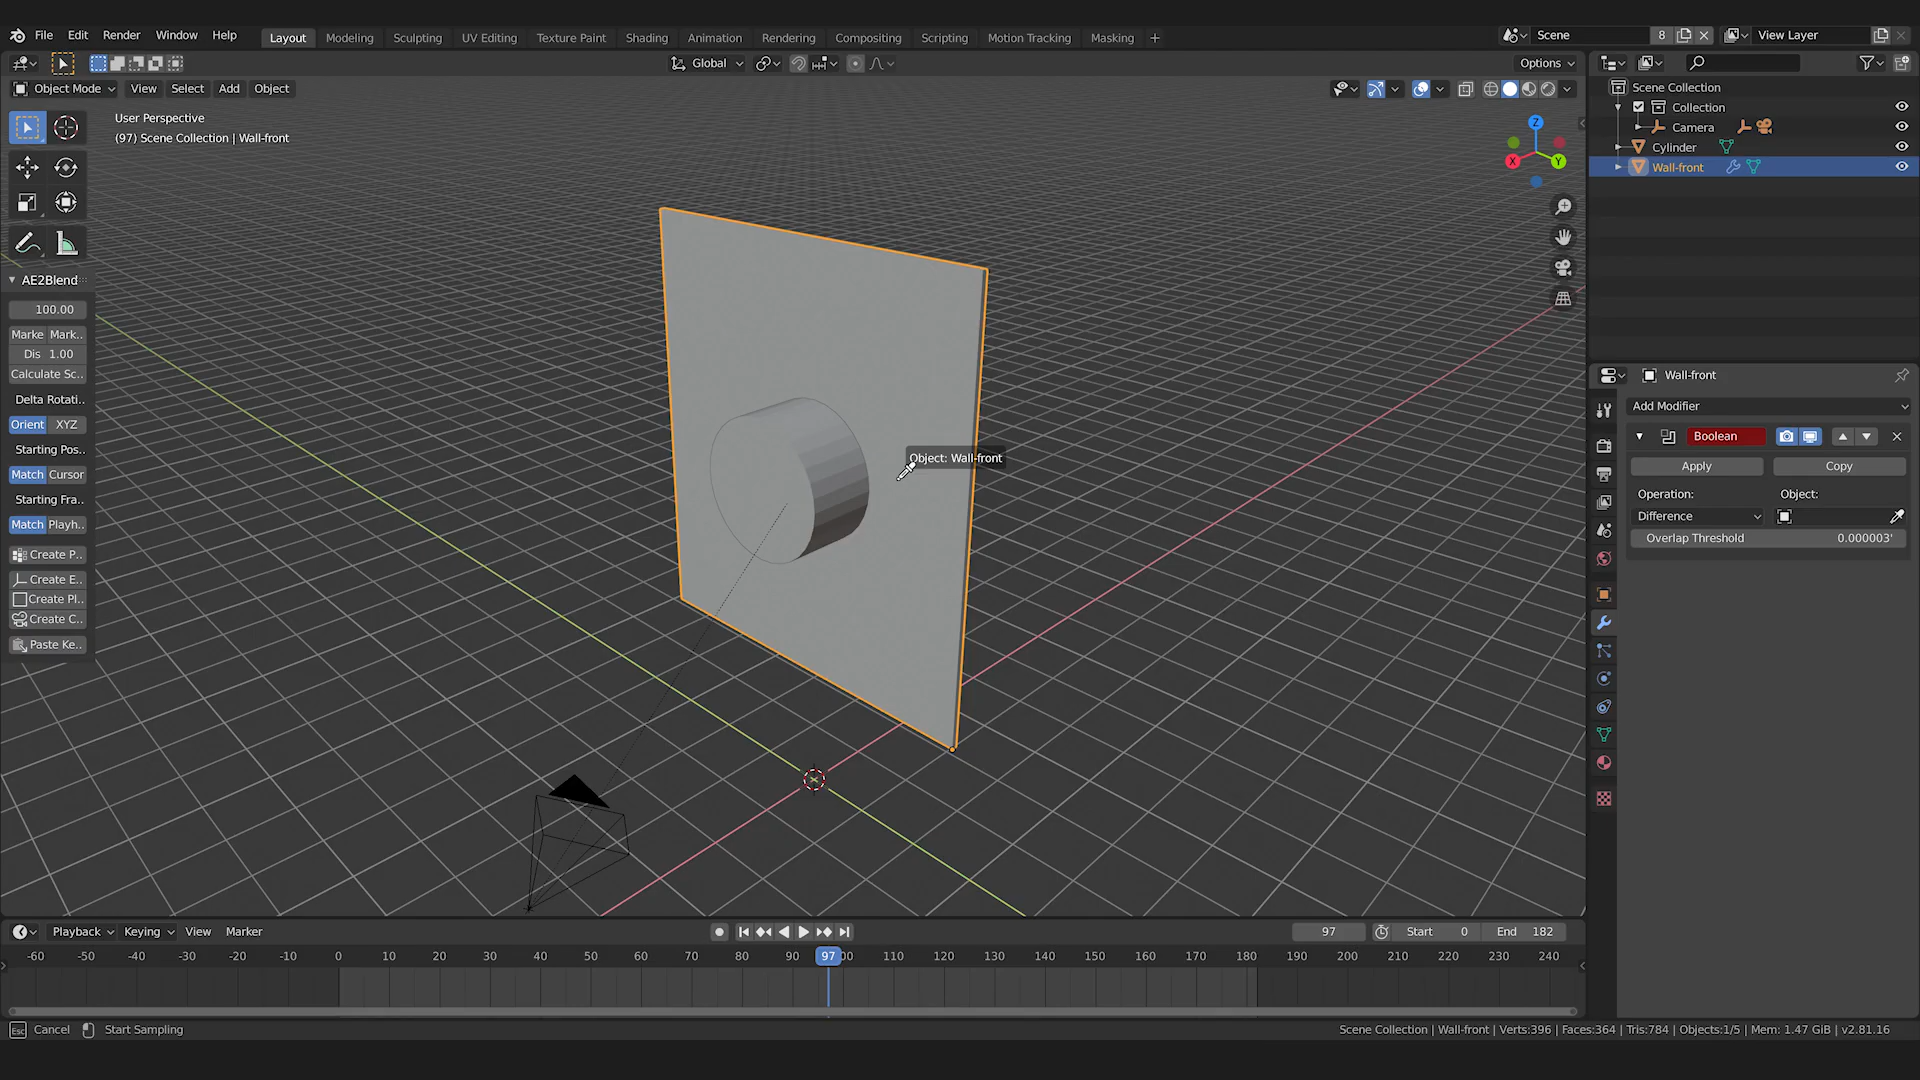 File Edit Render Window Help Layout Modeling Sculpting UV Editing Texture Paint Shading Animation Rendering Compositing Scripting Motion Tracking Masking + Scene 8 View Layer
Global Options
Object Mode View Select Add Object
User Perspective
(97) Scene Collection | Wall-front
Z
X
Y
AE2Blend
100.00
Marke Mark..
Dis 1.00
Calculate Sc..
Delta Rotati..
Orient XYZ
Starting Pos..
Match Cursor
Starting Fra..
Match Playh..
Create P..
Create E..
Create Pl..
Create C..
Paste Ke..
Object: Wall-front
Scene Collection
Collection
Camera
Cylinder
Wall-front
Wall-front
Add Modifier
Boolean
Apply Copy
Operation: Object:
Difference
Overlap Threshold 0.000003'
Playback Keying View Marker 97 Start 0 End 182
-60 -50 -40 -30 -20 -10 0 10 20 30 40 50 60 70 80 90 97 00 110 120 130 140 150 160 170 180 190 200 210 220 230 240
Esc Cancel Start Sampling Scene Collection | Wall-front | Verts:396 | Faces:364 | Tris:784 | Objects:1/5 | Mem: 1.47 GiB | v2.81.16